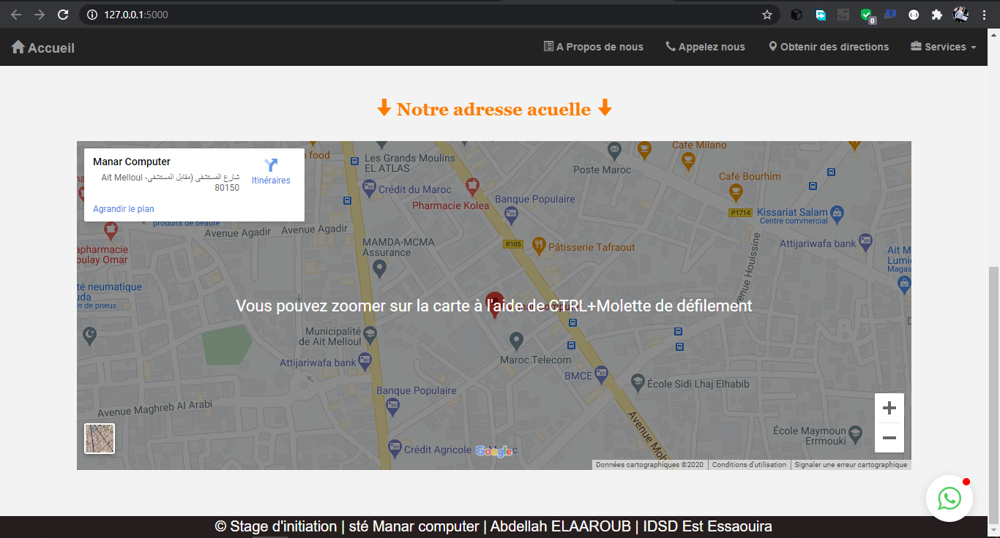 127.0.0.1:5000
0
Accueil
A Propos de nous
Appelez nous
Obtenir des directions
Services
Notre adresse acuelle
Manar Computer
شارع المستشفى (مقابل المستشفى، Ait Melloul
80150
Itinéraires
Agrandir le plan
food
Les Grands Moulins
EL ATLAS
Crédit du Maroc
Pharmacie Kolea
Banque Populaire
Poste Maroc
Cafe Milano
Café Bourhim
P1714
Kissariat Salam
Centre commercial
Attijariwafa bank
produits de beauté
Avenue Agadir
Avenue Agadir
MAMDA-MCMA
Assurance
R105
Pâtisserie Tafraout
Avenue Houissine
Ait M
Lumi
Magas
apharmacie
oulay Omar
té neumatique
uda
n de pneus
Vous pouvez zoomer sur la carte à l'aide de CTRL+Molette de défilement
Municipalité
de Ait Melloul
Attijariwafa bank
Maroc Telecom
BMCE
École Sidi Lhaj Elhabib
Banque Populaire
Avenue Maghreb Al Arabi
Avenue Moh
École Maymoun
Errmouki
Crédit Agricole
Google
Données cartographiques ©2020
Conditions d'utilisation
Signaler une erreur cartographique
© Stage d'initiation | sté Manar computer | Abdellah ELAAROUB | IDSD Est Essaouira